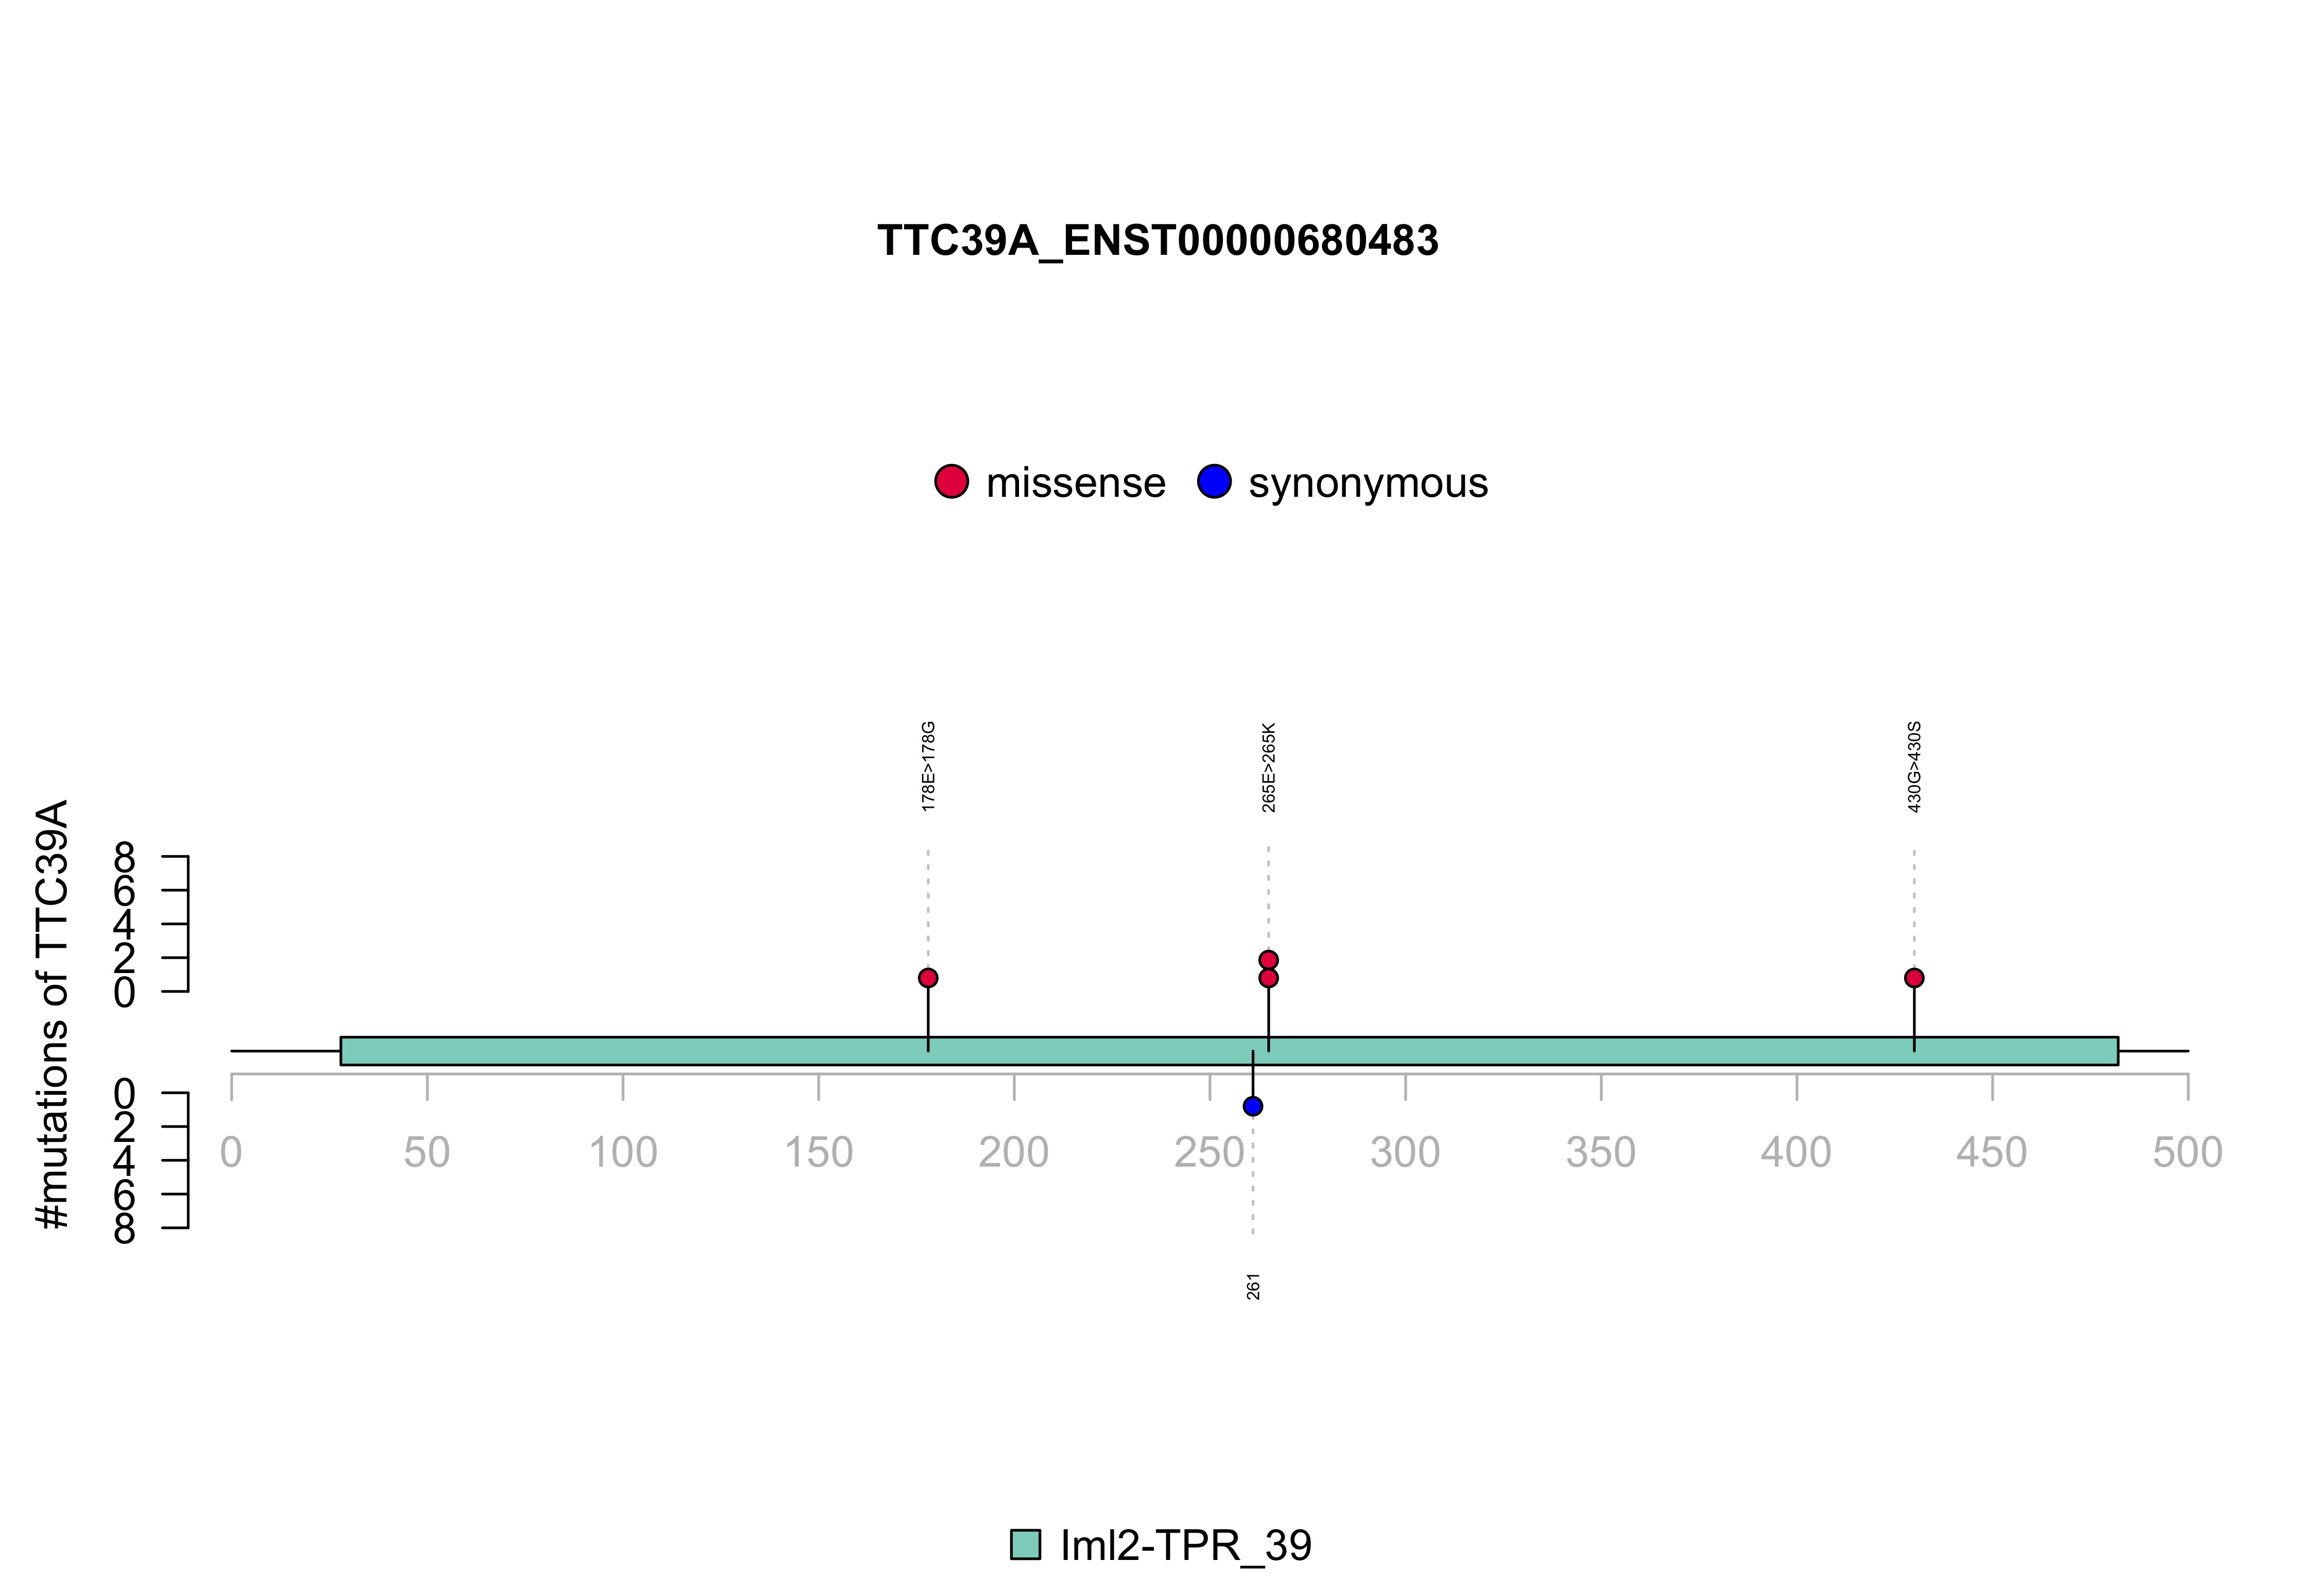 TTC39A_ENST00000680483
missense synonymous
178E>178G
265E>265K
430G>430S
#mutations of TTC39A
8
6
4
2
0
0
2
4
6
8
0 50 100 150 200 250 300 350 400 450 500
261
Iml2-TPR_39